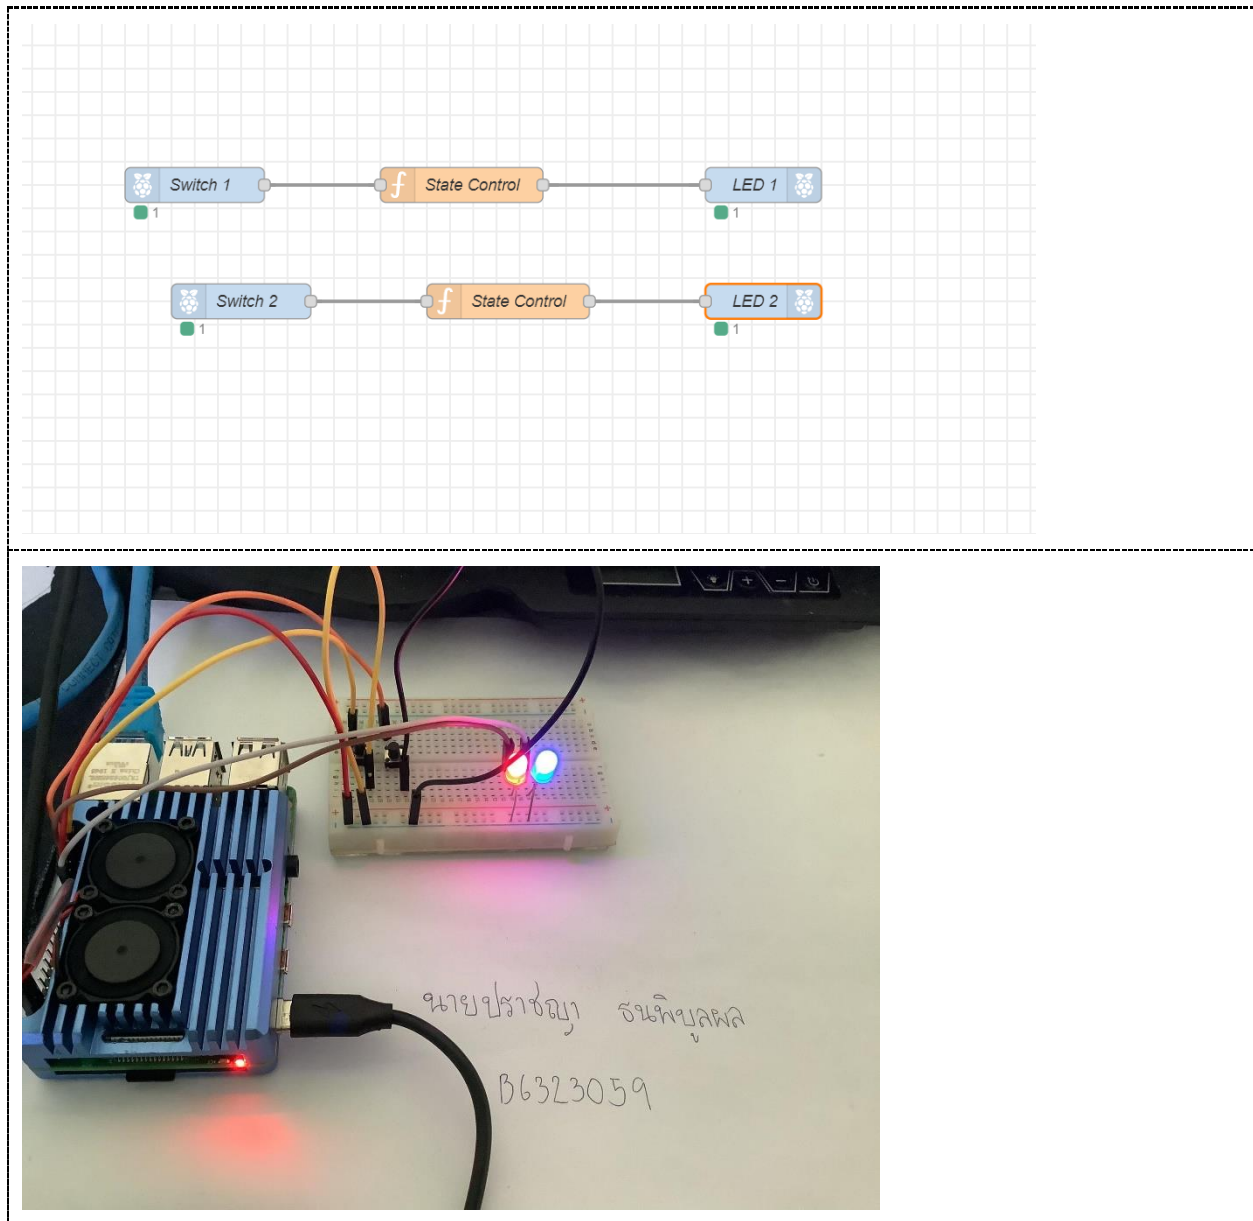 Switch 1
State Control
LED 1
1
1
Switch 2
State Control
LED 2
1
1
นายปราชญา ธนพิบูลผล
B6323059